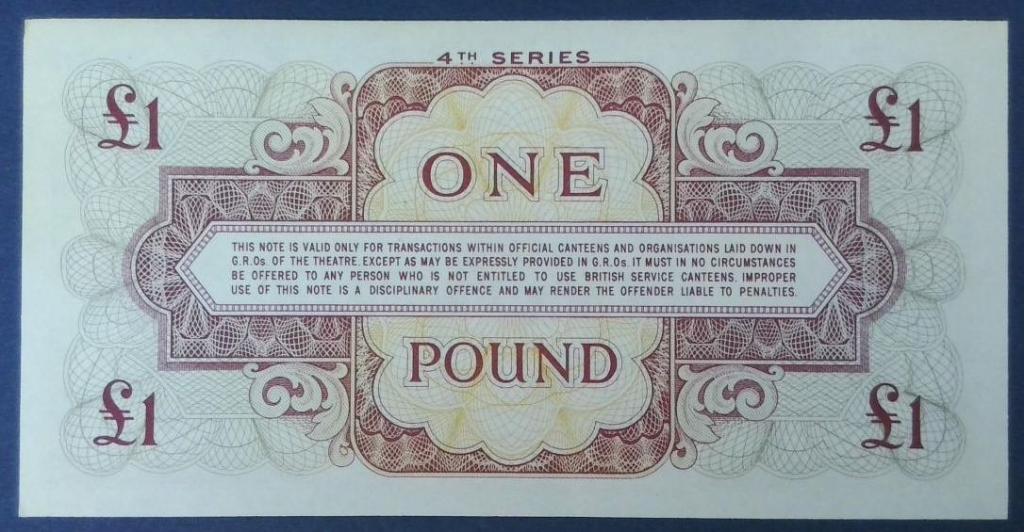 4TH SERIES
£1 £1
ONE
THIS NOTE IS VALID ONLY FOR TRANSACTIONS WITHIN OFFICIAL CANTEENS AND ORGANISATIONS LAID DOWN IN
G.R.Os. OF THE THEATRE. EXCEPT AS MAY BE EXPRESSLY PROVIDED IN G.R.Os. IT MUST IN NO CIRCUMSTANCES
BE OFFERED TO ANY PERSON WHO IS NOT ENTITLED TO USE BRITISH SERVICE CANTEENS. IMPROPER
USE OF THIS NOTE IS A DISCIPLINARY OFFENCE AND MAY RENDER THE OFFENDER LIABLE TO PENALTIES.
POUND
£1 £1